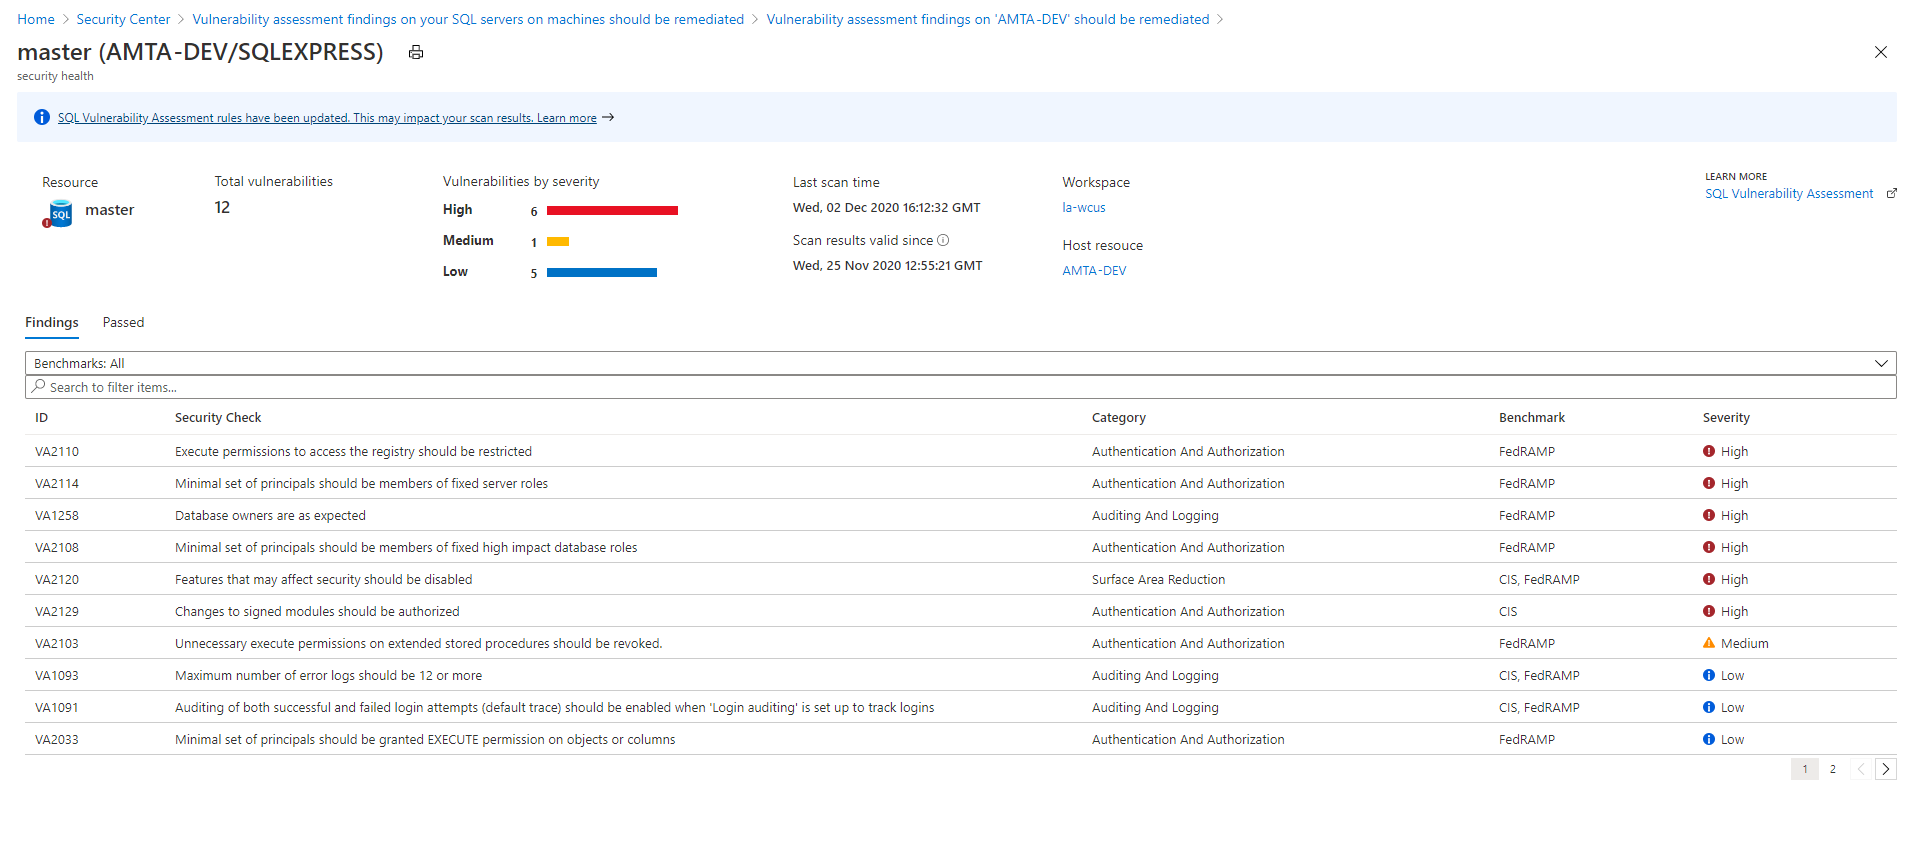 Home > Security Center > Vulnerability assessment findings on your SQL servers on machines should be remediated > Vulnerability assessment findings on 'AMTA-DEV' should be remediated >
master (AMTA-DEV/SQLEXPRESS)
security health
SQL Vulnerability Assessment rules have been updated. This may impact your scan results. Learn more →
Resource
SQL
master
Total vulnerabilities
12
Vulnerabilities by severity
High 6
Medium 1
Low 5
Last scan time
Wed, 02 Dec 2020 16:12:32 GMT
Scan results valid since
Wed, 25 Nov 2020 12:55:21 GMT
Workspace
la-wcus
Host resouce
AMTA-DEV
LEARN MORE
SQL Vulnerability Assessment
Findings Passed
Benchmarks: All
Search to filter items...
ID Security Check Category Benchmark Severity
VA2110 Execute permissions to access the registry should be restricted Authentication And Authorization FedRAMP High
VA2114 Minimal set of principals should be members of fixed server roles Authentication And Authorization FedRAMP High
VA1258 Database owners are as expected Auditing And Logging FedRAMP High
VA2108 Minimal set of principals should be members of fixed high impact database roles Authentication And Authorization FedRAMP High
VA2120 Features that may affect security should be disabled Surface Area Reduction CIS, FedRAMP High
VA2129 Changes to signed modules should be authorized Authentication And Authorization CIS High
VA2103 Unnecessary execute permissions on extended stored procedures should be revoked. Authentication And Authorization FedRAMP Medium
VA1093 Maximum number of error logs should be 12 or more Auditing And Logging CIS, FedRAMP Low
VA1091 Auditing of both successful and failed login attempts (default trace) should be enabled when 'Login auditing' is set up to track logins Auditing And Logging CIS, FedRAMP Low
VA2033 Minimal set of principals should be granted EXECUTE permission on objects or columns Authentication And Authorization FedRAMP Low
1 2 < >